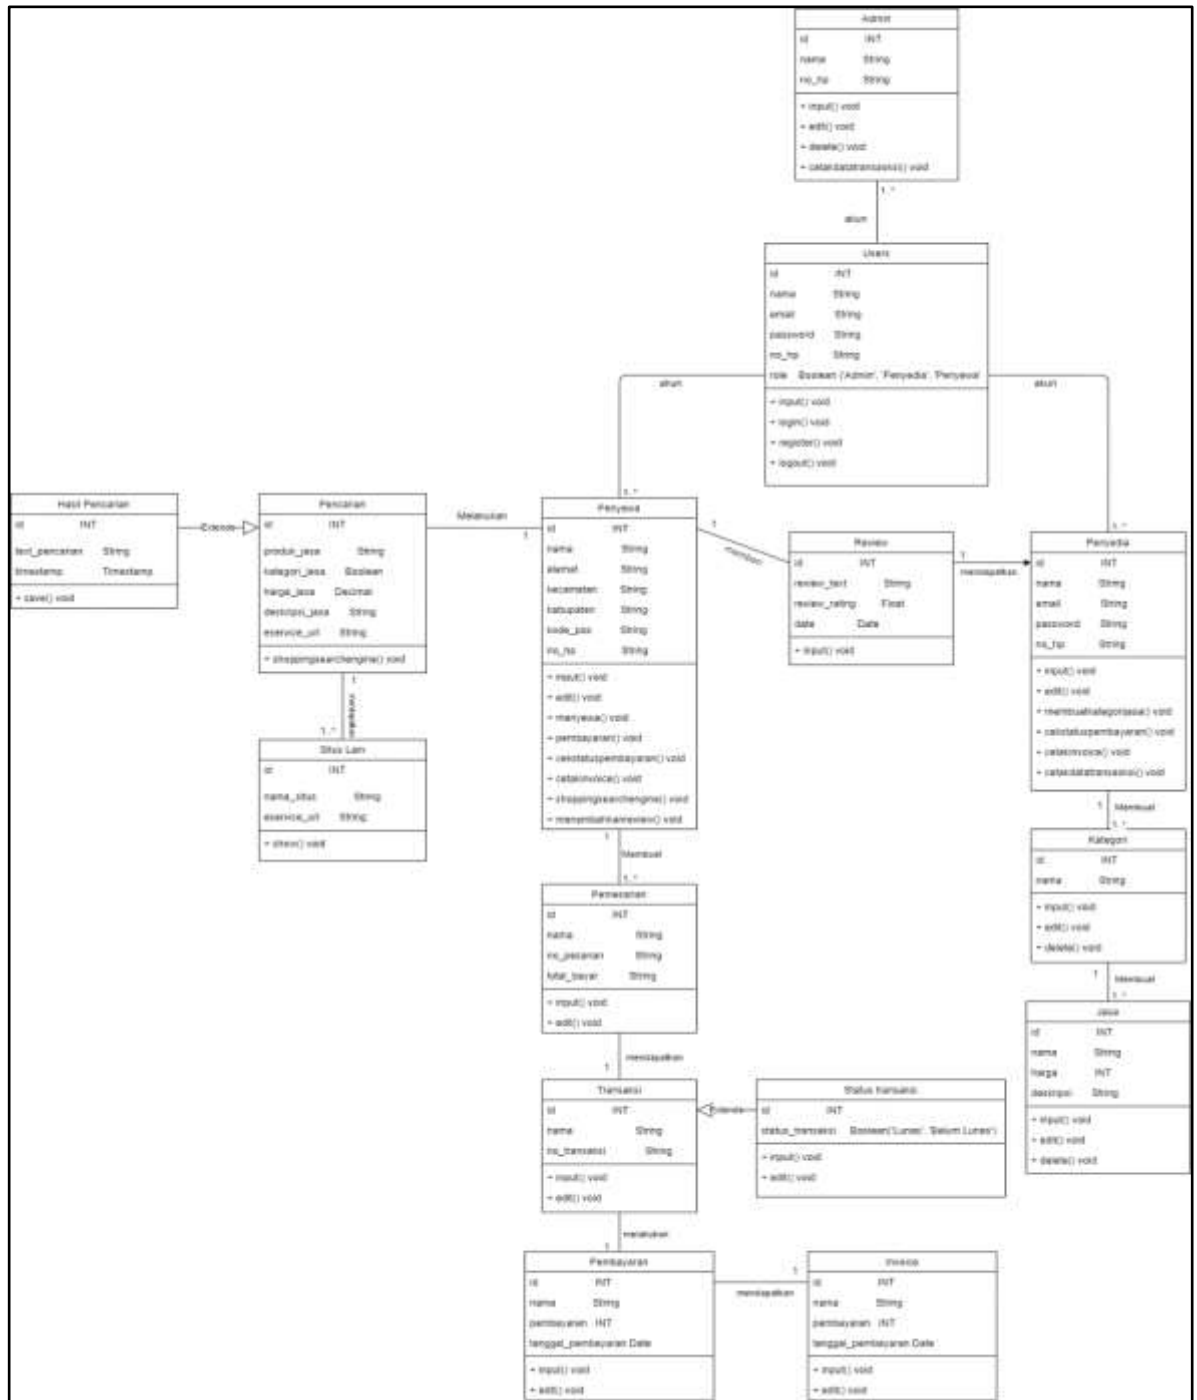 Admin
id INT
nama String
no_hp String
+ input() void
+ edit() void
+ delete() void
+ cetakdatatransaksi() void
1..*
akun
Users
id INT
nama String
email String
password String
no_hp String
role Boolean ('Admin', 'Penyedia', 'Penyewa'
+ input() void
+ login() void
+ register() void
+ logout() void
akun
akun
1..*
1..*
Hasil Pencarian
id INT
text_pencarian String
timestamp Timestamp
+ save() void
Extends
Pencarian
id INT
produk_jasa String
kategori_jasa Boolean
harga_jasa Decimal
deskripsi_jasa String
eservice_url String
+ shoppingsearchengine() void
Melakukan
1
1
1..*
Situs Lain
id INT
nama_situs String
eservice_url String
+ show() void
Penyewa
id INT
nama String
alamat String
kecamatan String
kabupaten String
kode_pos String
no_hp String
+ input() void
+ edit() void
+ menyewa() void
+ pembayaran() void
+ cekstatuspembayaran() void
+ cetakinvoice() void
+ shoppingsearchengine() void
+ menambahkanreview() void
1
memberi
Review
id INT
review_text String
review_rating Float
date Date
+ input() void
1
mendapatkan
Penyedia
id INT
nama String
email String
password String
no_hp String
+ input() void
+ edit() void
+ membuatkategorijasa() void
+ cekstatuspembayaran() void
+ cetakinvoice() void
+ cetakdatatransaksi() void
1 Membuat
1..*
Kategori
id INT
nama String
+ input() void
+ edit() void
+ delete() void
1 Membuat
1..*
Jasa
id INT
nama String
harga INT
deskripsi String
+ input() void
+ edit() void
+ delete() void
1
Membuat
1..*
Pemesanan
id INT
nama String
no_pesanan String
total_bayar String
+ input() void
+ edit() void
mendapatkan
1
Transaksi
id INT
nama String
no_transaksi String
+ input() void
+ edit() void
Extends
Status transaksi
id INT
status_transaksi Boolean('Lunas', 'Belum Lunas')
+ input() void
+ edit() void
melakukan
1
Pembayaran
id INT
nama String
pembayaran INT
tanggal_pembayaran Date
+ input() void
+ edit() void
1
mendapatkan
Invoice
id INT
nama String
pembayaran INT
tanggal_pembayaran Date
+ input() void
+ edit() void